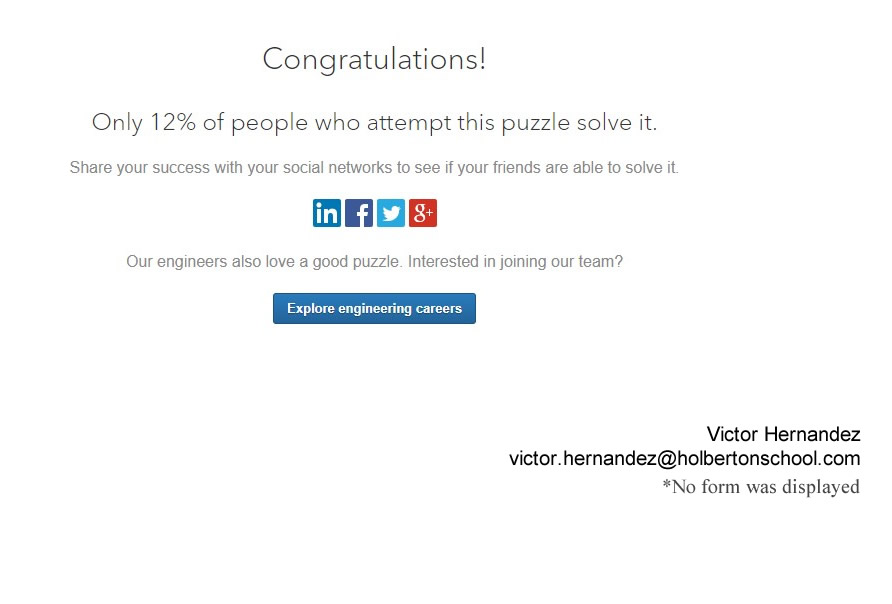 Congratulations!
Only 12% of people who attempt this puzzle solve it.
Share your success with your social networks to see if your friends are able to solve it.
in f g+
Our engineers also love a good puzzle. Interested in joining our team?
Explore engineering careers
Victor Hernandez
victor.hernandez@holbertonschool.com
*No form was displayed